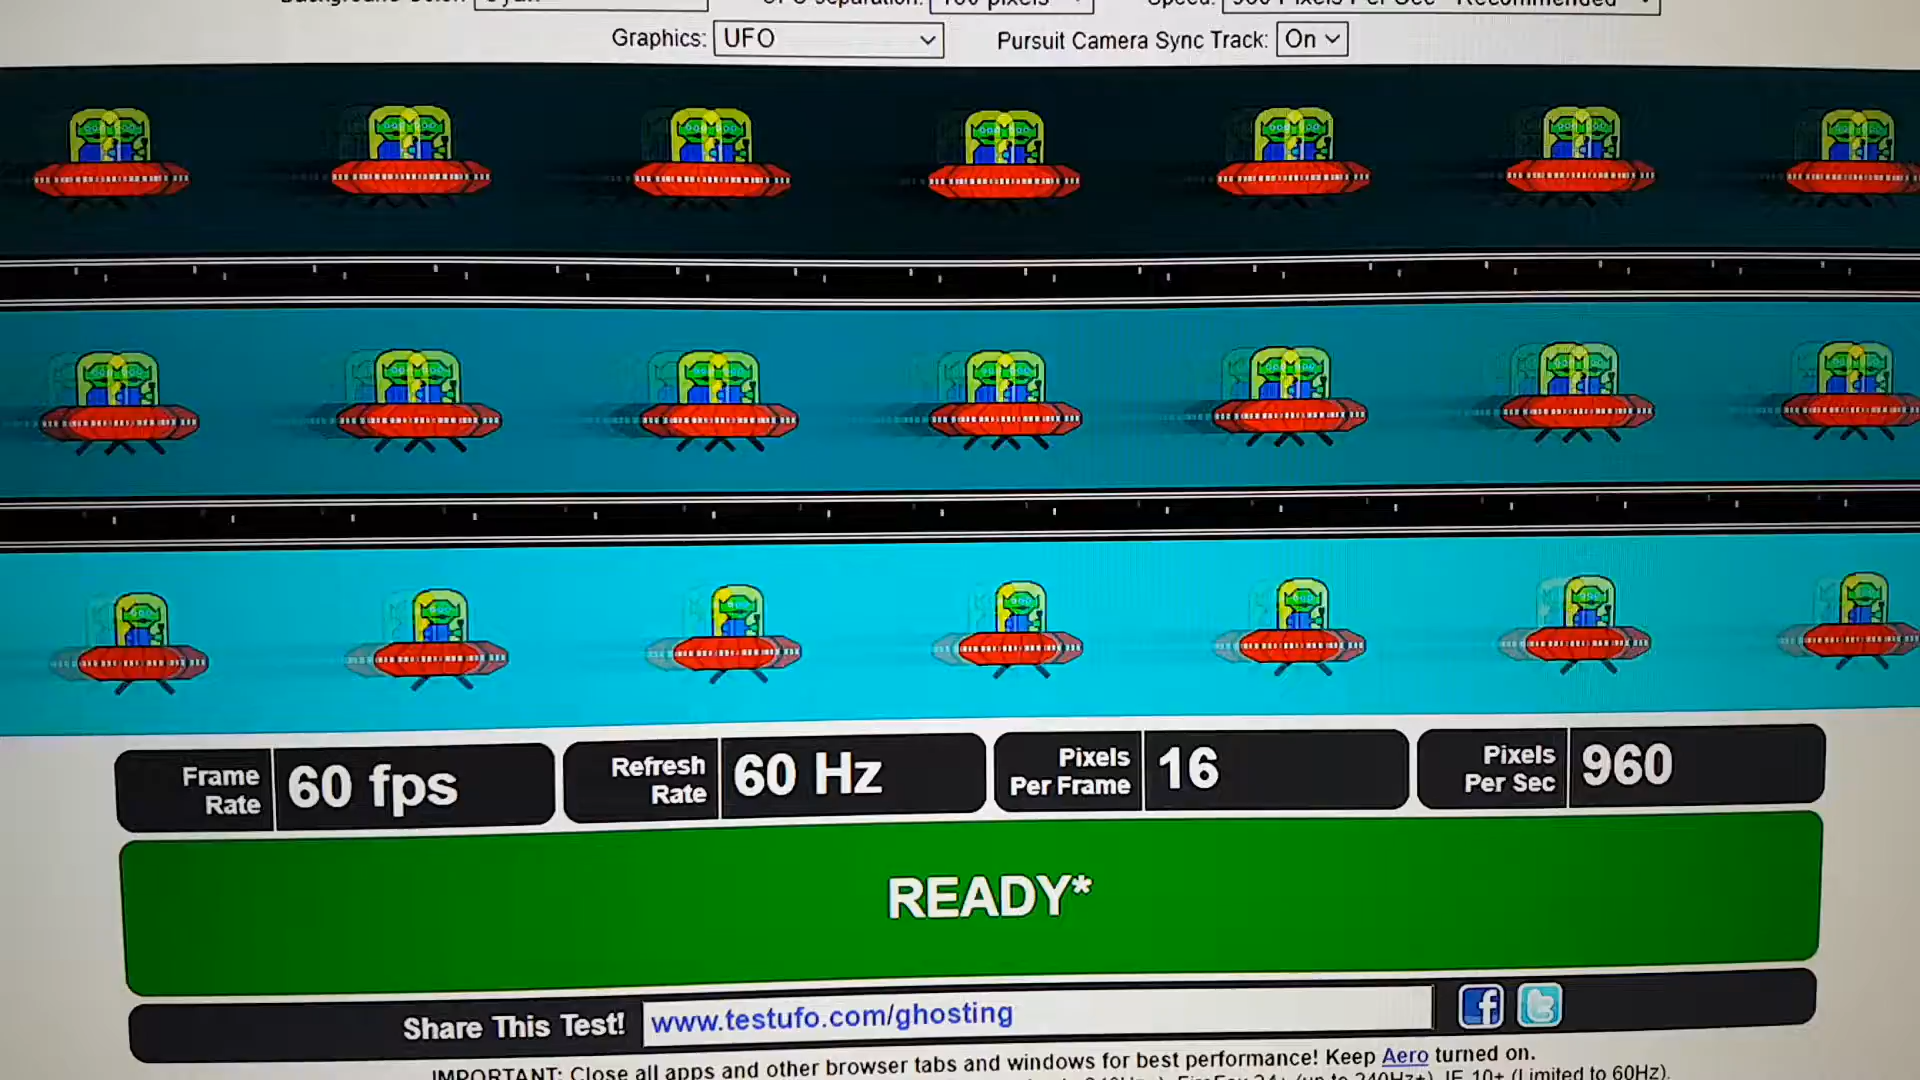 Graphics: UFO Pursuit Camera Sync Track: On
Frame Rate 60 fps Refresh Rate 60 Hz Pixels Per Frame 16 Pixels Per Sec 960
READY*
Share This Test! www.testufo.com/ghosting
IMPORTANT: Close all apps and other browser tabs and windows for best performance! Keep Aero turned on.